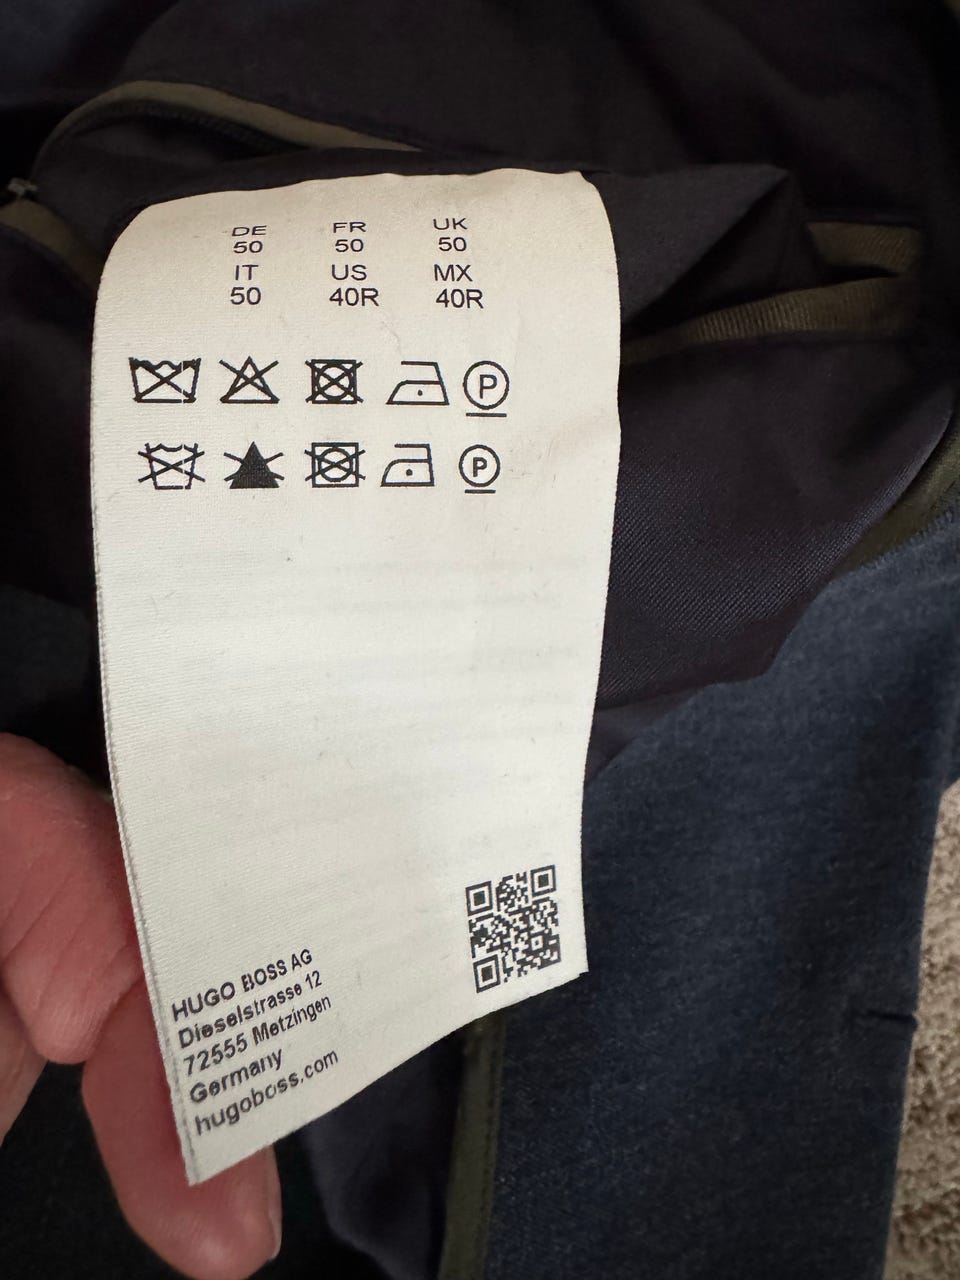 DE FR UK
50 50 50
IT US MX
50 40R 40R
P
P
HUGO BOSS AG
Dieselstrasse 12
72555 Metzingen
Germany
hugoboss.com